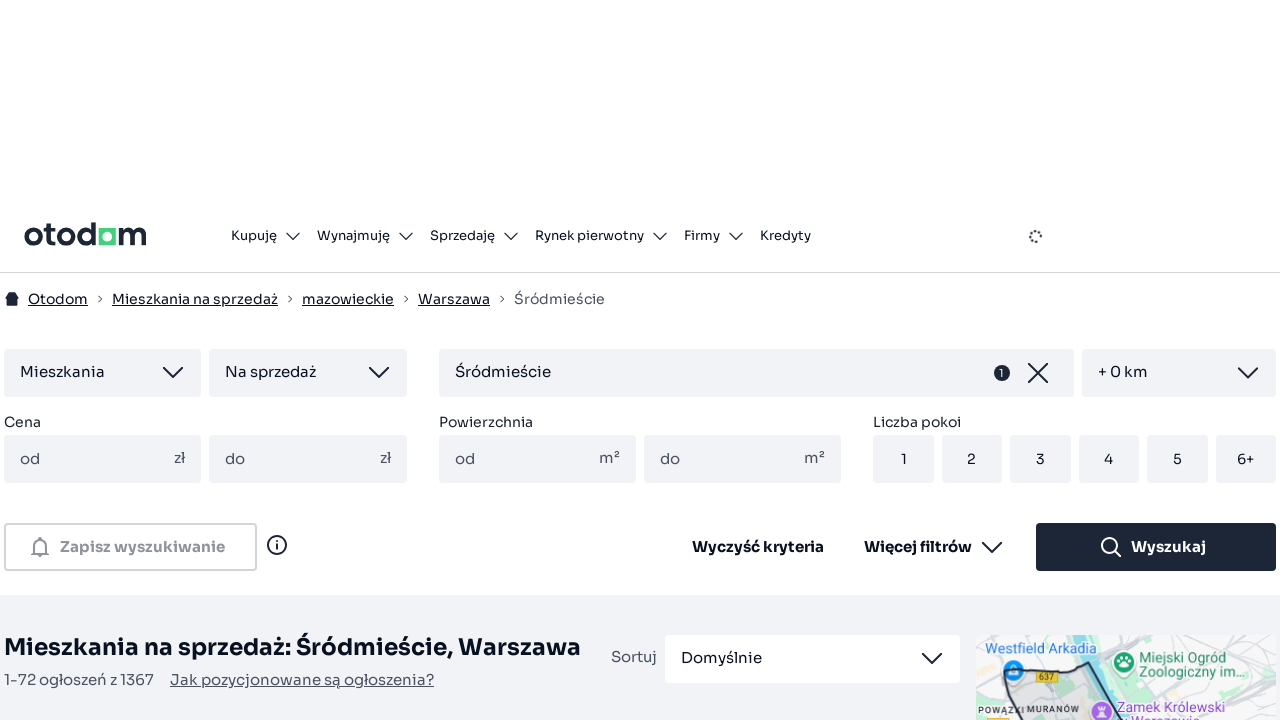 otodom
Kupuję Wynajmuję Sprzedaję Rynek pierwotny Firmy Kredyty
Otodom > Mieszkania na sprzedaż > mazowieckie > Warszawa > Śródmieście
Mieszkania Na sprzedaż Śródmieście 1 + 0 km
Cena Powierzchnia Liczba pokoi
od zł do zł od m² do m² 1 2 3 4 5 6+
Zapisz wyszukiwanie Wyczyść kryteria Więcej filtrów Wyszukaj
Mieszkania na sprzedaż: Śródmieście, Warszawa
1-72 ogłoszeń z 1367 Jak pozycjonowane są ogłoszenia?
Sortuj Domyślnie
Westfield Arkadia
Miejski Ogród
Zoologiczny im...
637
POWĄZKI MURANÓW
Zamek Królewski
w Warszawie